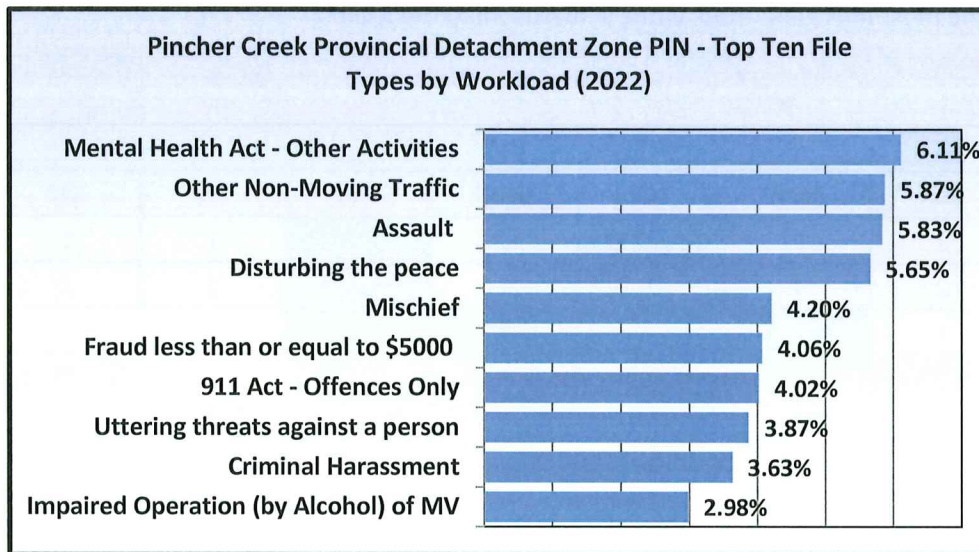 Pincher Creek Provincial Detachment Zone PIN - Top Ten File
Types by Workload (2022)
Mental Health Act - Other Activities 6.11%
Other Non-Moving Traffic 5.87%
Assault 5.83%
Disturbing the peace 5.65%
Mischief 4.20%
Fraud less than or equal to $5000 4.06%
911 Act - Offences Only 4.02%
Uttering threats against a person 3.87%
Criminal Harassment 3.63%
Impaired Operation (by Alcohol) of MV 2.98%